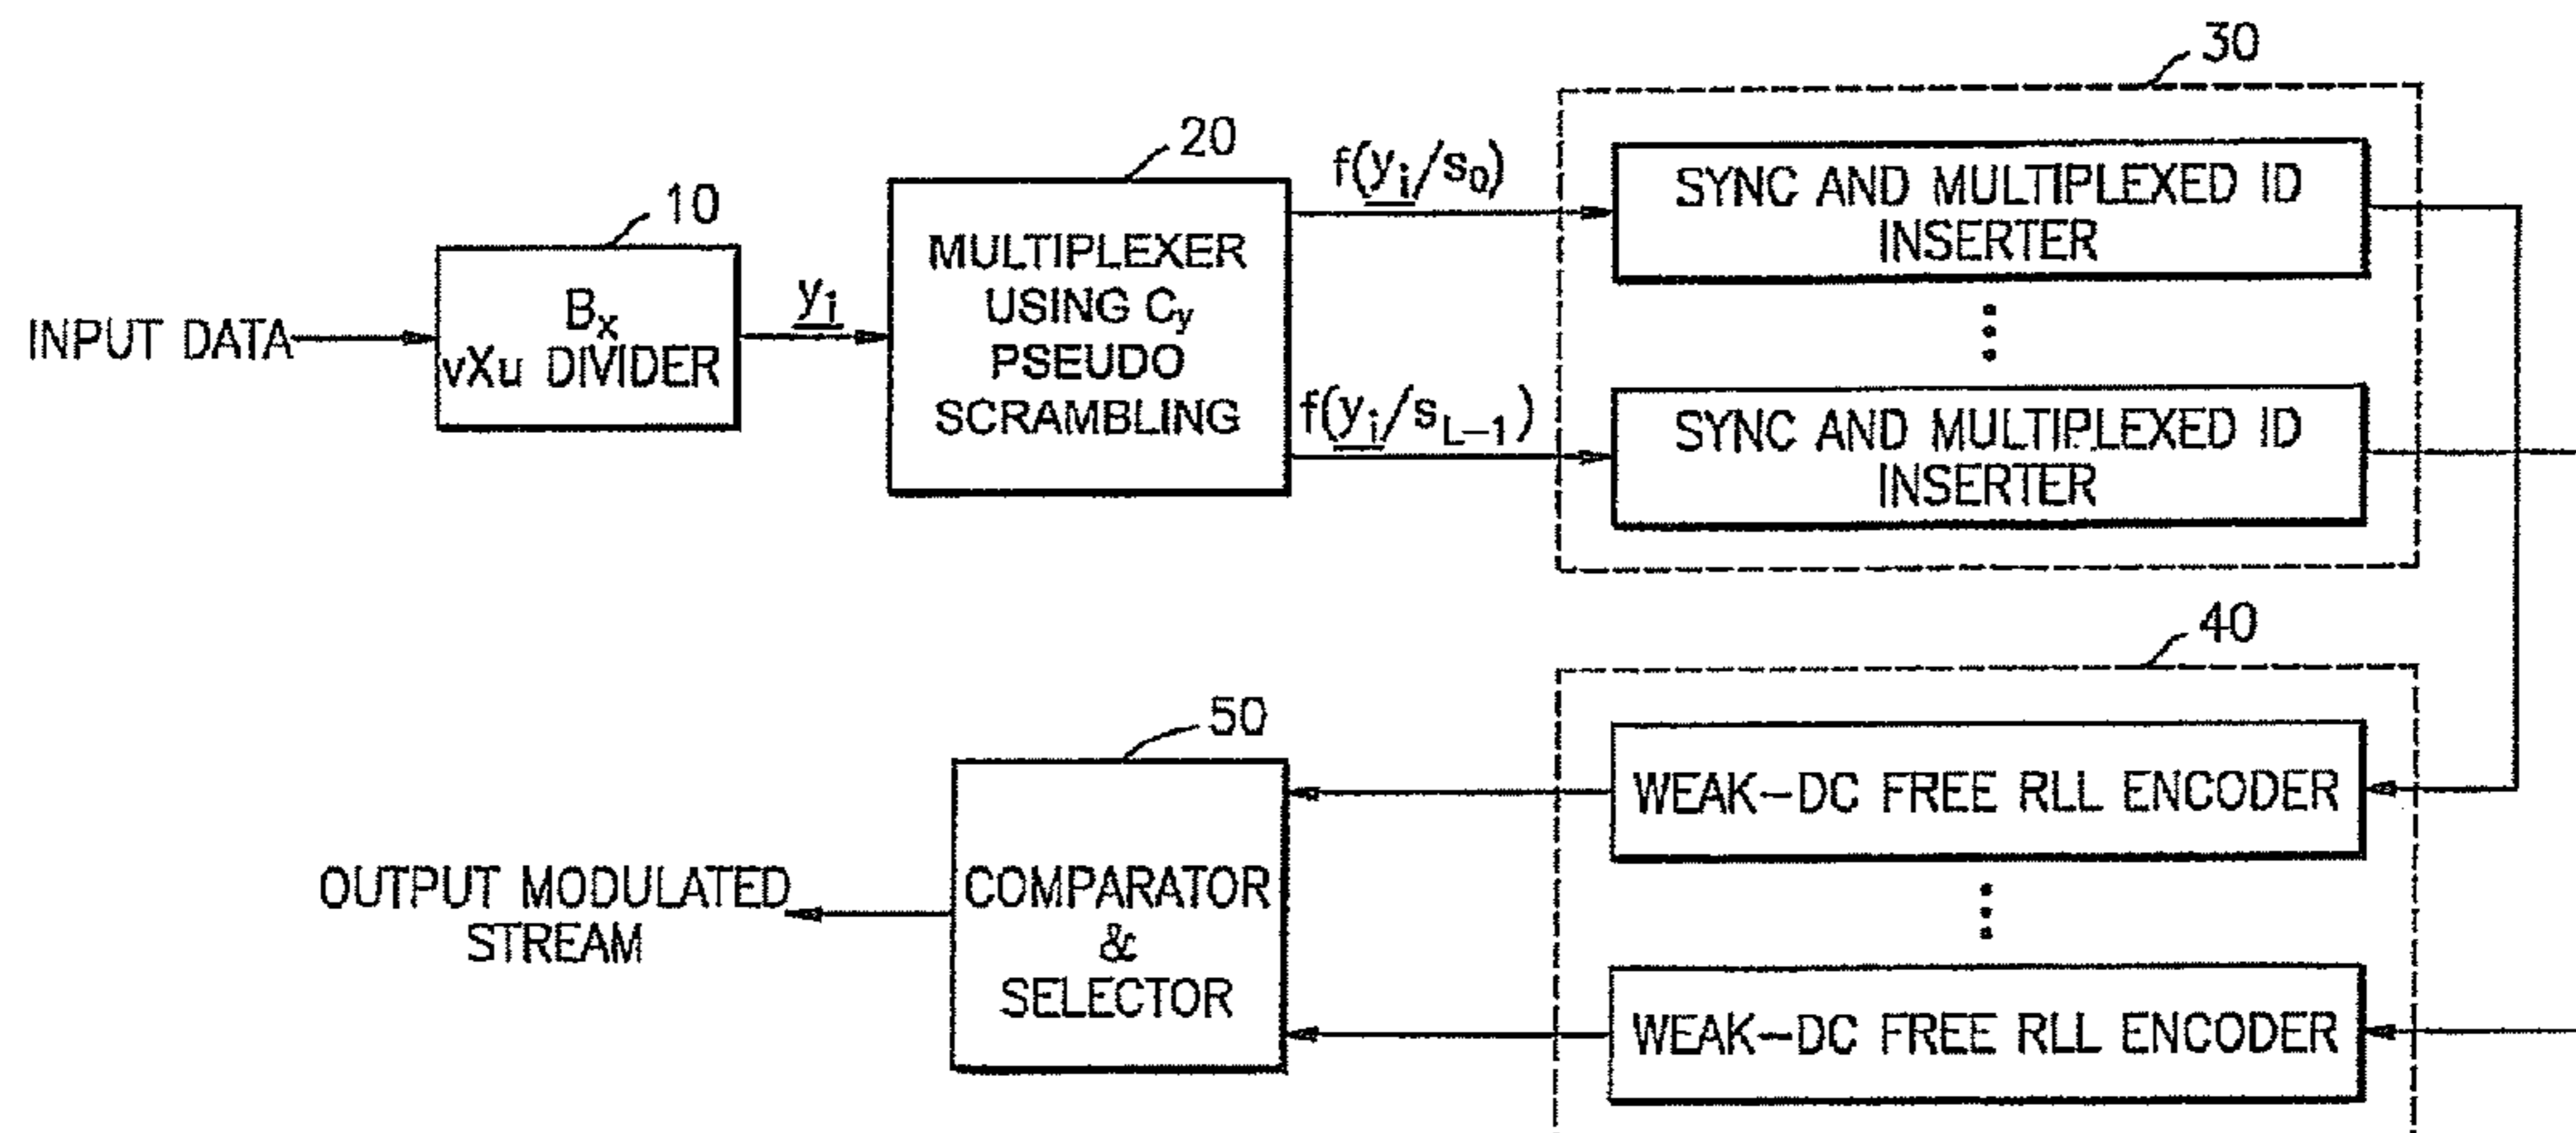 30
20
f(yi/s0)
SYNC AND MULTIPLEXED ID
INSERTER
10
MULTIPLEXER
USING Cy
PSEUDO
SCRAMBLING
INPUT DATA
Bx
vXu DIVIDER
yi
f(yi/sL-1)
SYNC AND MULTIPLEXED ID
INSERTER
40
50
WEAK-DC FREE RLL ENCODER
OUTPUT MODULATED
STREAM
COMPARATOR
&
SELECTOR
WEAK-DC FREE RLL ENCODER